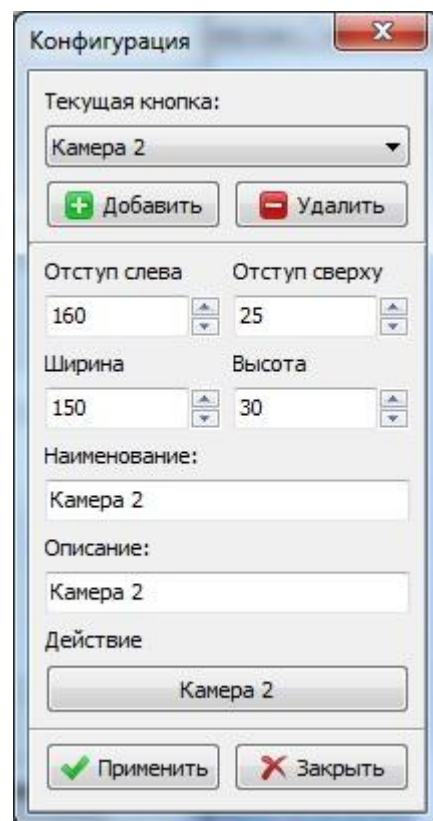 Конфигурация
Текущая кнопка:
Камера 2
Добавить Удалить
Отступ слева Отступ сверху
160 25
Ширина Высота
150 30
Наименование:
Камера 2
Описание:
Камера 2
Действие
Камера 2
Применить Закрыть